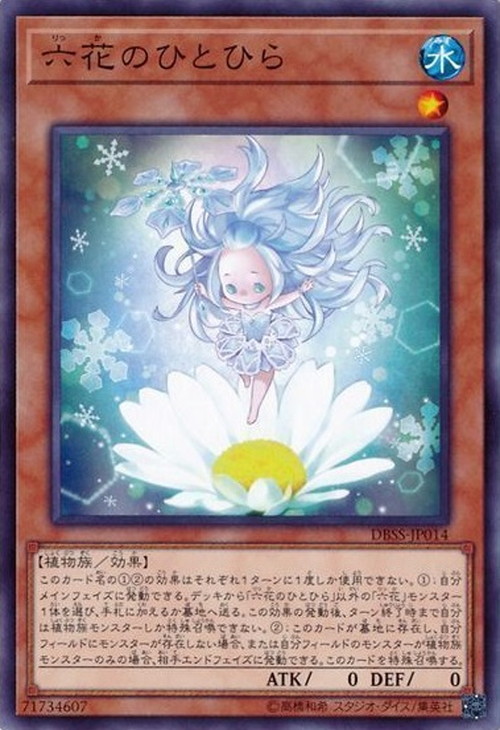 六花のひとひら
水
DBSS-JP014
【植物族/効果】
このカード名の①②の効果はそれぞれ1ターンに1度しか使用できない。①:自分
メインフェイズに発動できる。デッキから「六花のひとひら」以外の「六花」モンスター
1体を選び、手札に加えるか墓地へ送る。この効果の発動後、ターン終了時まで自分
は植物族モンスターしか特殊召喚できない。②:このカードが墓地に存在し、自分
フィールドにモンスターが存在しない場合、または自分フィールドのモンスターが植物族
モンスターのみの場合、相手エンドフェイズに発動できる。このカードを特殊召喚する。
ATK/ 0 DEF/ 0
71734607 ©高橋和希 スタジオ・ダイス/集英社